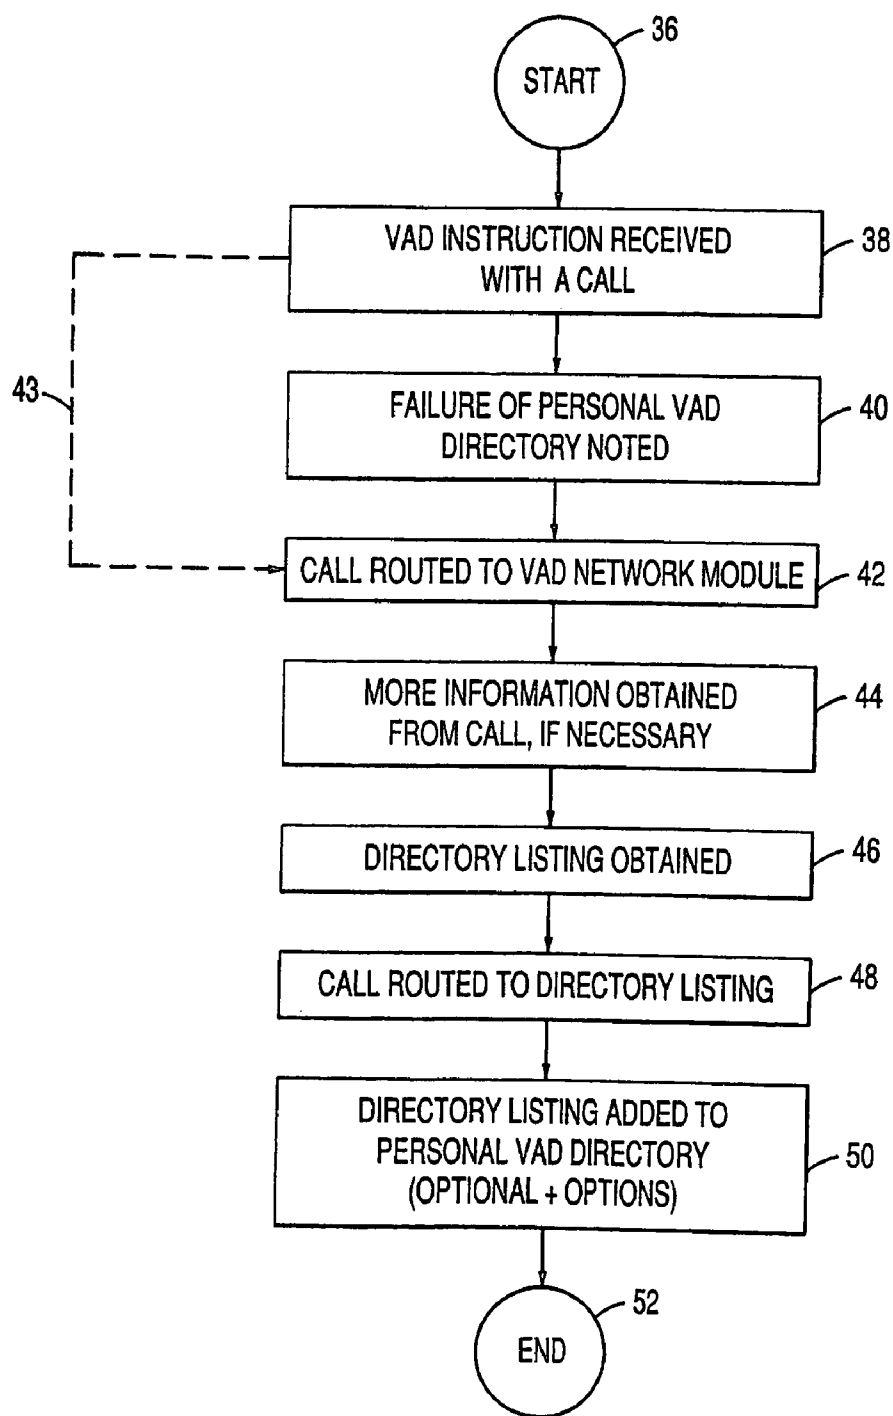 36
START
VAD INSTRUCTION RECEIVED
WITH A CALL
38
43
FAILURE OF PERSONAL VAD
DIRECTORY NOTED
40
CALL ROUTED TO VAD NETWORK MODULE
42
MORE INFORMATION OBTAINED
FROM CALL, IF NECESSARY
44
DIRECTORY LISTING OBTAINED
46
CALL ROUTED TO DIRECTORY LISTING
48
DIRECTORY LISTING ADDED TO
PERSONAL VAD DIRECTORY
(OPTIONAL + OPTIONS)
50
52
END